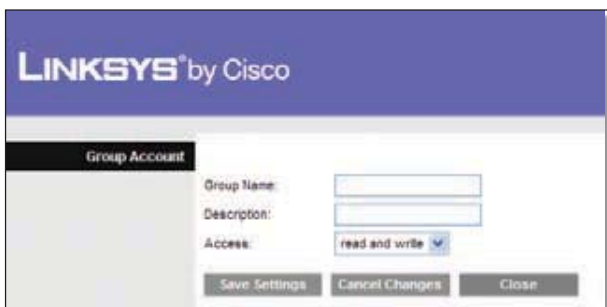 LINKSYS® by Cisco
Group Account
Group Name:
Description:
Access: read and write
Save Settings Cancel Changes Close